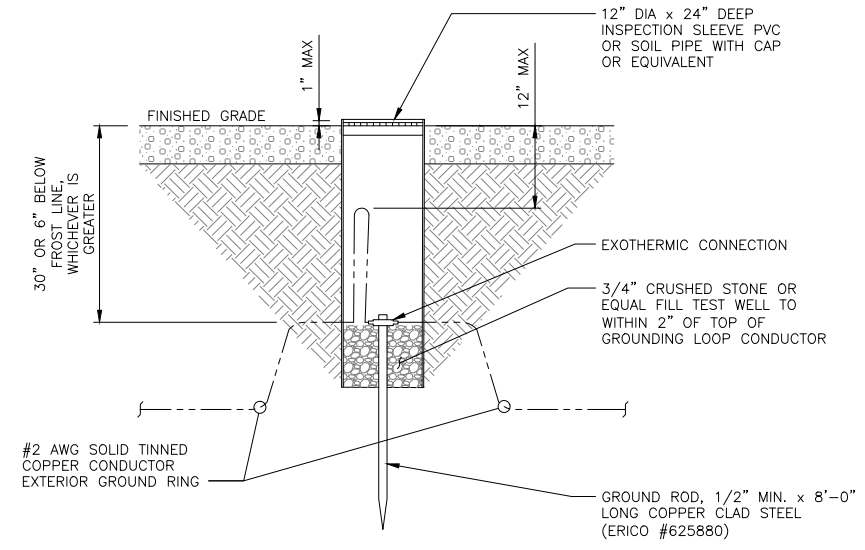 12" DIA x 24" DEEP
INSPECTION SLEEVE PVC
OR SOIL PIPE WITH CAP
OR EQUIVALENT
1" MAX
12" MAX
FINISHED GRADE
30" OR 6" BELOW
FROST LINE,
WHICHEVER IS
GREATER
EXOTHERMIC CONNECTION
3/4" CRUSHED STONE OR
EQUAL FILL TEST WELL TO
WITHIN 2" OF TOP OF
GROUNDING LOOP CONDUCTOR
#2 AWG SOLID TINNED
COPPER CONDUCTOR
EXTERIOR GROUND RING
GROUND ROD, 1/2" MIN. x 8'-0"
LONG COPPER CLAD STEEL
(ERICO #625880)